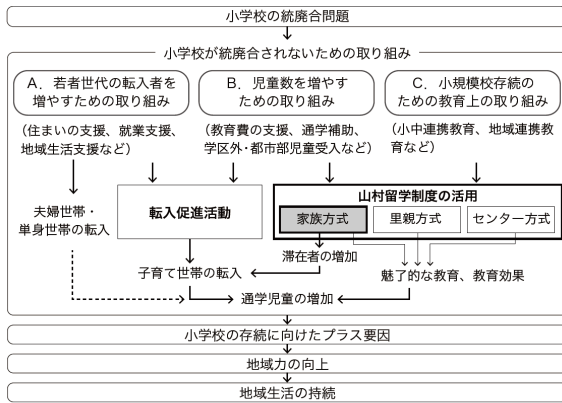 小学校の統廃合問題
小学校が統廃合されないための取り組み
A．若者世代の転入者を
増やすための取り組み
（住まいの支援、就業支援、
地域生活支援など）
B．児童数を増やす
ための取り組み
（教育費の支援、通学補助、
学区外・都市部児童受入など）
C．小規模校存続の
ための教育上の取り組み
（小中連携教育、地域連携教
育など）
夫婦世帯・
単身世帯の転入
転入促進活動
山村留学制度の活用
家族方式
里親方式
センター方式
滞在者の増加
子育て世帯の転入
魅了的な教育、教育効果
通学児童の増加
小学校の存続に向けたプラス要因
地域力の向上
地域生活の持続